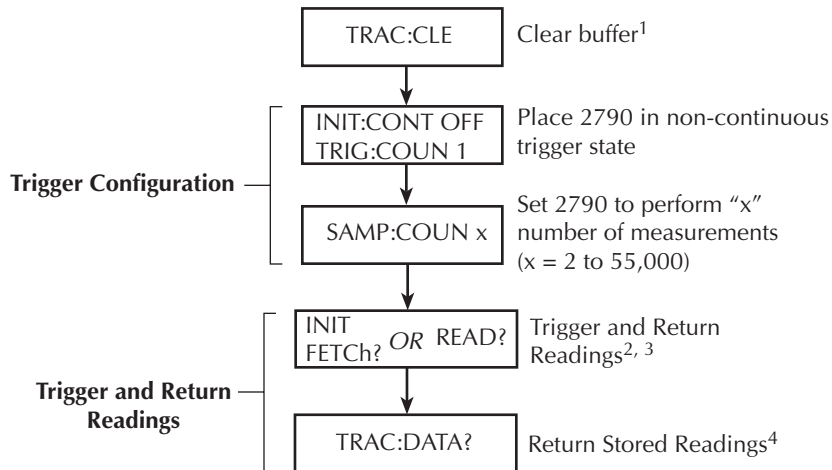 TRAC:CLE
Clear buffer1
Trigger Configuration
INIT:CONT OFF
TRIG:COUN 1
Place 2790 in non-continuous
trigger state
SAMP:COUN x
Set 2790 to perform “x”
number of measurements
(x = 2 to 55,000)
Trigger and Return
Readings
INIT
FETCh? OR READ?
Trigger and Return
Readings2, 3
TRAC:DATA?
Return Stored Readings4